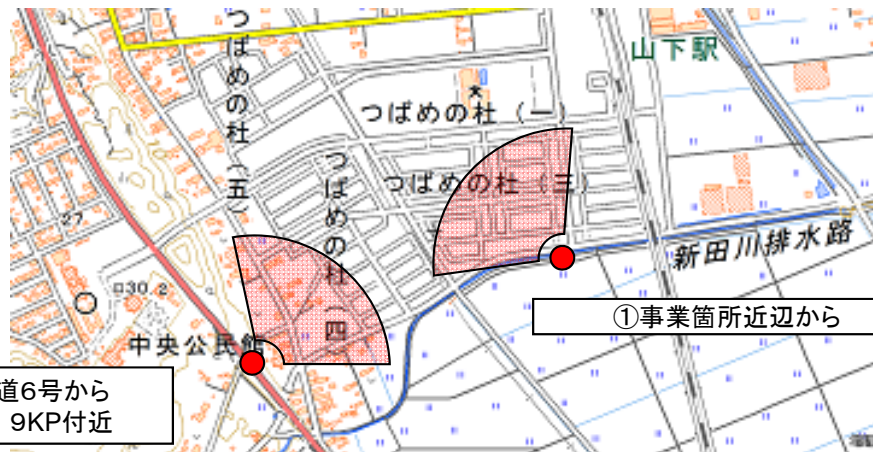 つばめの杜（五）
山下駅
つばめの杜（一）
つばめの杜（三）
つばめの杜（四）
27
新田川排水路
30.2
①事業箇所近辺から
中央公民館
道6号から
9KP付近